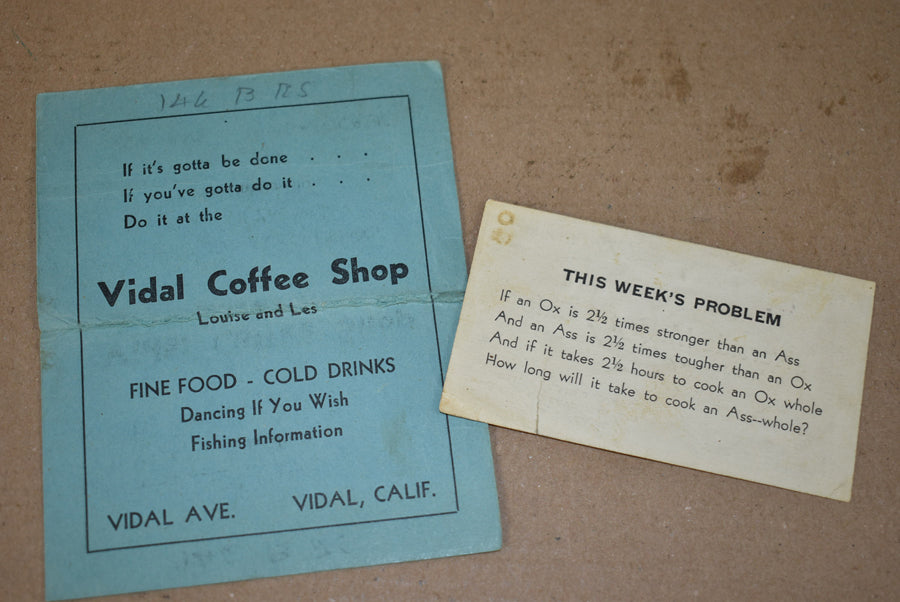 146 B RS
If it's gotta be done . . .
If you've gotta do it . . .
Do it at the
Vidal Coffee Shop
Louise and Les
FINE FOOD - COLD DRINKS
Dancing If You Wish
Fishing Information
VIDAL AVE. VIDAL, CALIF.
THIS WEEK'S PROBLEM
If an Ox is 2½ times stronger than an Ass
And an Ass is 2½ times tougher than an Ox
And if it takes 2½ hours to cook an Ox whole
How long will it take to cook an Ass--whole?